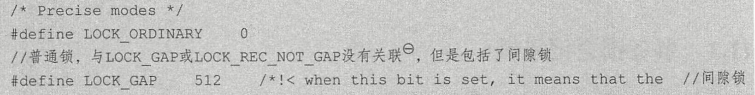 /* Precise modes */
#define LOCK_ORDINARY 0
//普通锁，与LOCK_GAP或LOCK_REC_NOT_GAP没有关联㊀，但是包括了间隙锁
#define LOCK_GAP 512 /*!< when this bit is set, it means that the //间隙锁